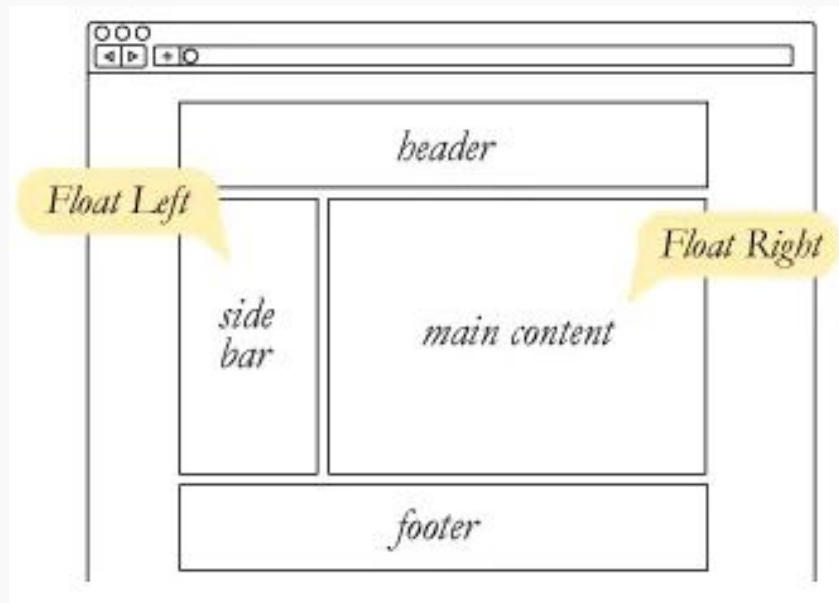 header
Float Left
Float Right
side
bar
main content
footer